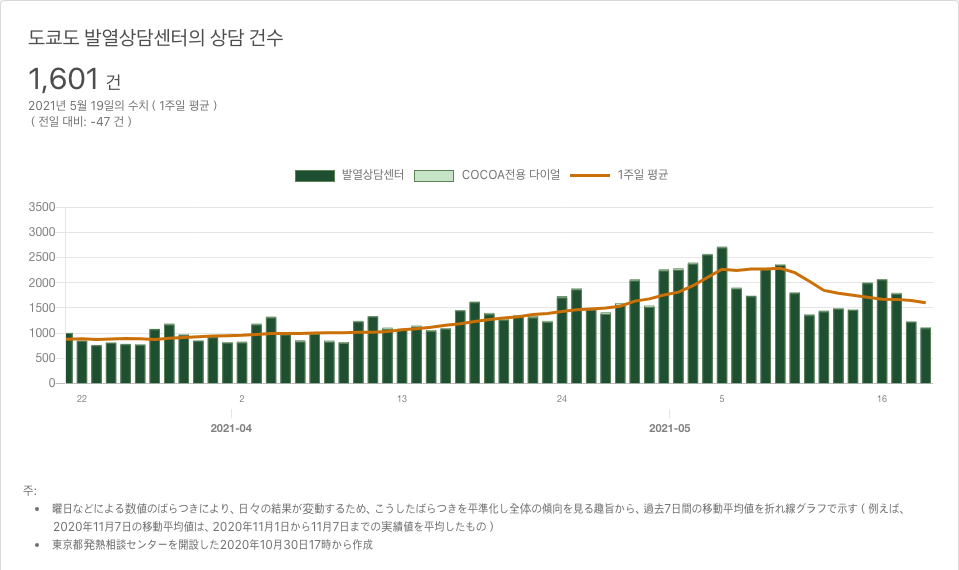 도쿄도 발열상담센터의 상담 건수
1,601 건
2021년 5월 19일의 수치 ( 1주일 평균 )
( 전일 대비: -47 건 )
발열상담센터 COCOA전용 다이얼 1주일 평균
3500
3000
2500
2000
1500
1000
500
0
22 2 13 24 5 16
2021-04 2021-05
주:
• 曜日などによる数値のばらつきにより、日々の結果が変動するため、こうしたばらつきを平準化し全体の傾向を見る趣旨から、過去7日間の移動平均値を折れ線グラフで示す ( 例えば、
2020年11月7日の移動平均値は、2020年11月1日から11月7日までの実績値を平均したもの )
• 東京都発熱相談センターを開設した2020年10月30日17時から作成